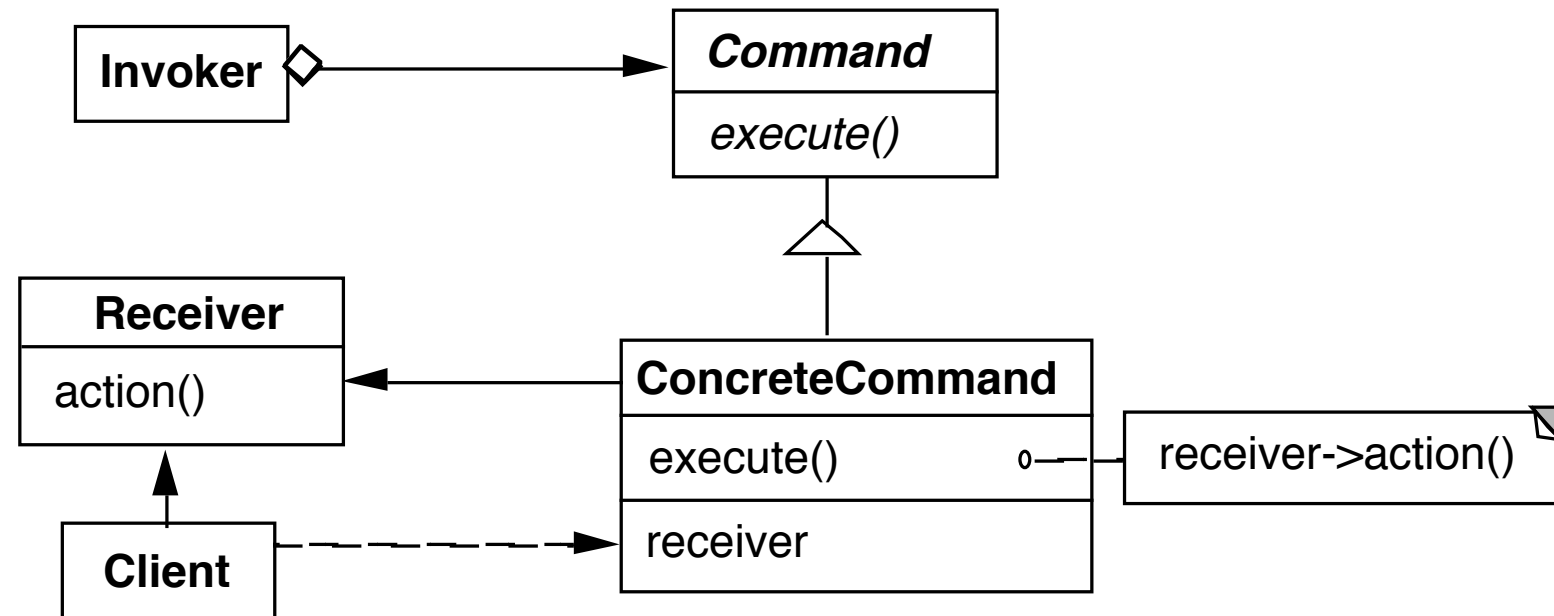 Invoker
Command
execute()
Receiver
action()
ConcreteCommand
execute()
receiver->action()
receiver
Client